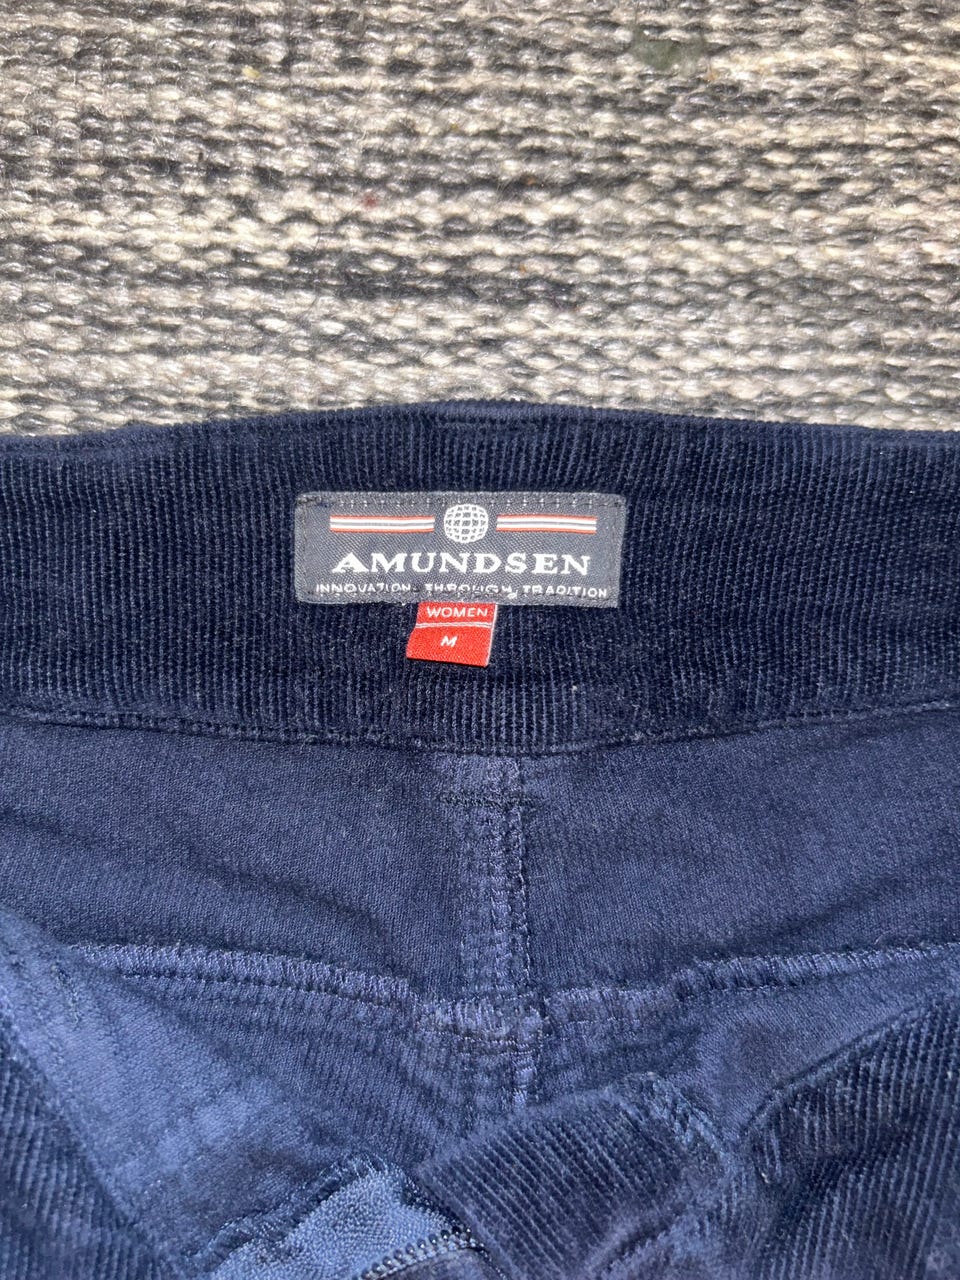 AMUNDSEN
INNOVATION THROUGH TRADITION
WOMEN
M